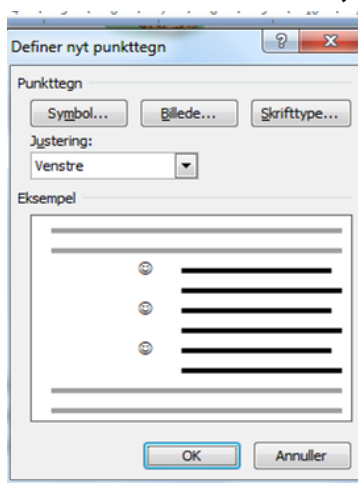 Definer nyt punkttegn
Punkttegn
Symbol... Billede... Skrifttype...
Justering:
Venstre
Eksempel
OK Annuller